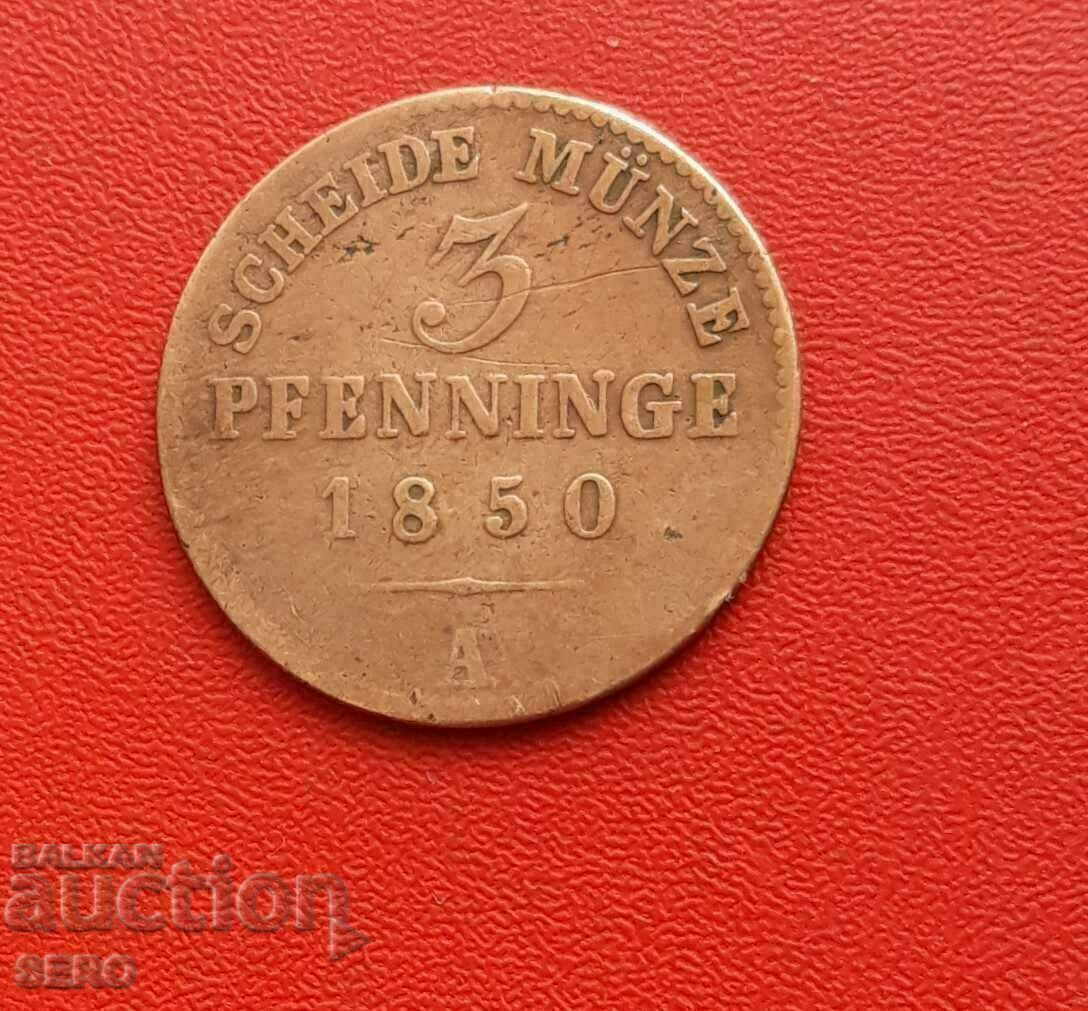 SCHEIDE MÜNZE
3
PFENNINGE
1850
A
BALKAN
auction
SERO